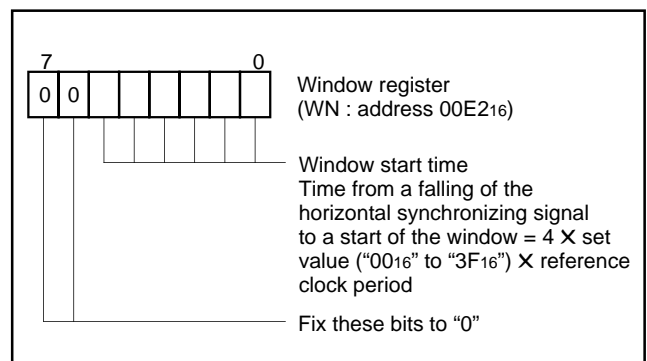 7 0
0 0
Window register
(WN : address 00E216)
Window start time
Time from a falling of the
horizontal synchronizing signal
to a start of the window = 4 ✕ set
value (“0016” to “3F16”) ✕ reference
clock period
Fix these bits to “0”